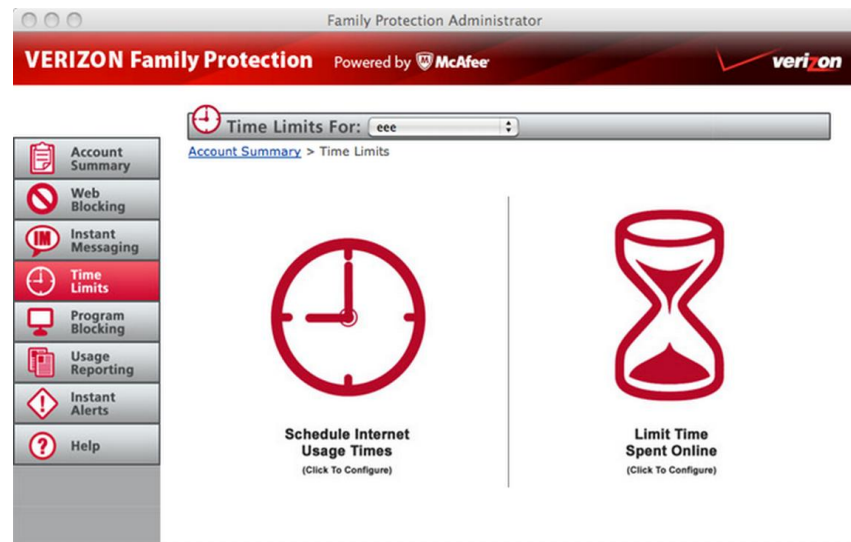 Family Protection Administrator
VERIZON Family Protection Powered by McAfee
verizon
Time Limits For: eee
Account Summary > Time Limits
Account
Summary
Web
Blocking
IM
Instant
Messaging
Time
Limits
Program
Blocking
Usage
Reporting
Instant
Alerts
? Help
Schedule Internet
Usage Times
(Click To Configure)
Limit Time
Spent Online
(Click To Configure)